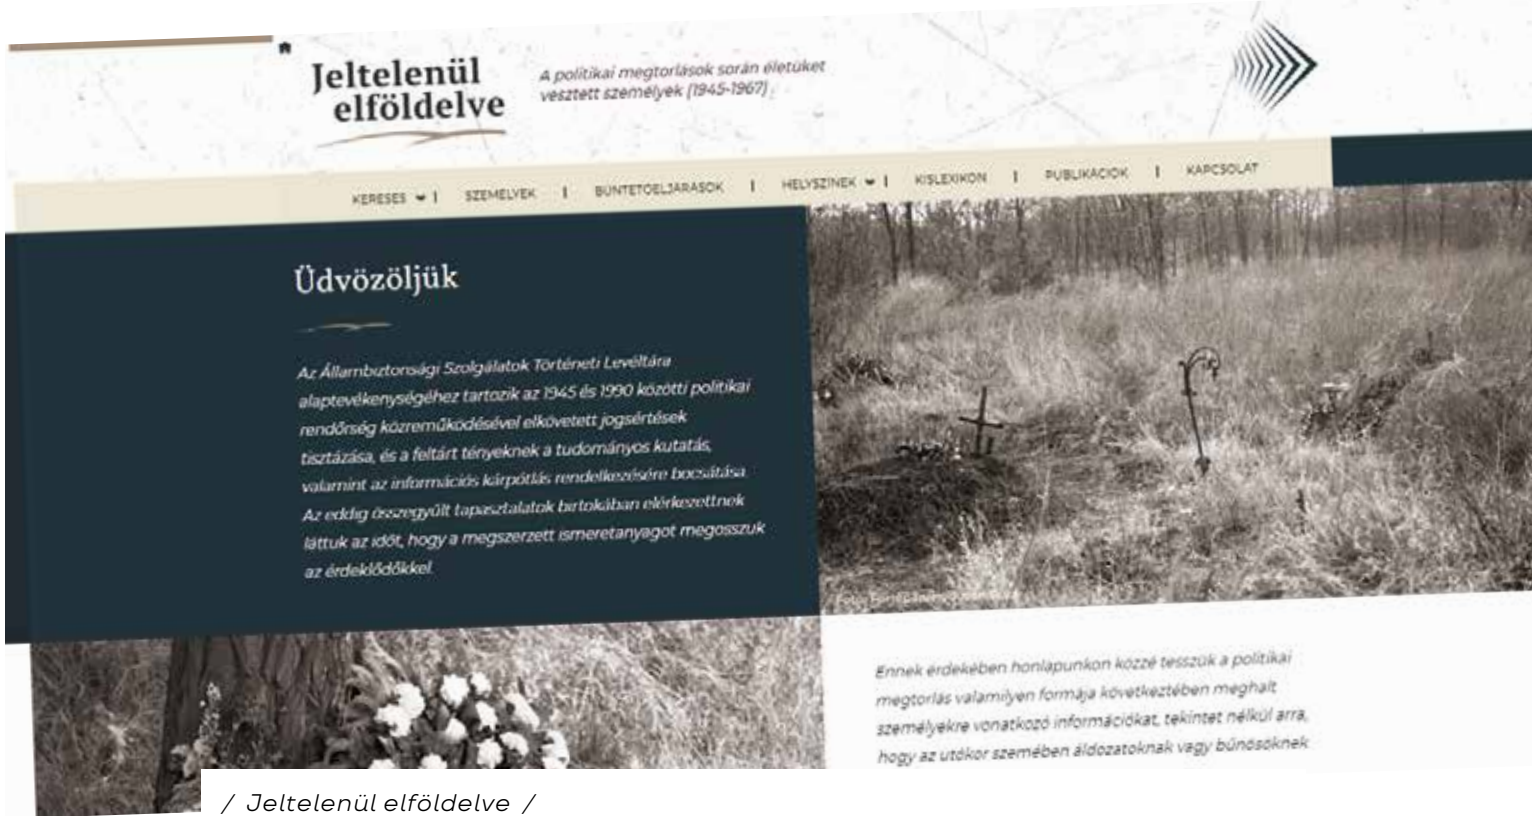 Jeltelenül
elföldelve
A politikai megtorlások során életüket
vesztett személyek (1945-1967)
KERESÉS | SZEMÉLYEK | BÜNTETŐELJÁRÁSOK | HELYSZÍNEK | KISLEXIKON | PUBLIKÁCIÓK | KAPCSOLAT
Üdvözöljük
Az Állambiztonsági Szolgálatok Történeti Levéltára
alaptevékenységéhez tartozik az 1945 és 1990 közötti politikai
rendőrség közreműködésével elkövetett jogsértések
tisztázása, és a feltárt tényeknek a tudományos kutatás,
valamint az információs kárpótlás rendelkezésére bocsátása.
Az eddig összegyűlt tapasztalatok birtokában elérkezettnek
láttuk az időt, hogy a megszerzett ismeretanyagot megosszuk
az érdeklődőkkel.
Ennek érdekében honlapunkon közzé tesszük a politikai
megtorlás valamilyen formája következtében meghalt
személyekre vonatkozó információkat, tekintet nélkül arra,
hogy az utókor szemében áldozatoknak vagy bűnösöknek
/ Jeltelenül elföldelve /